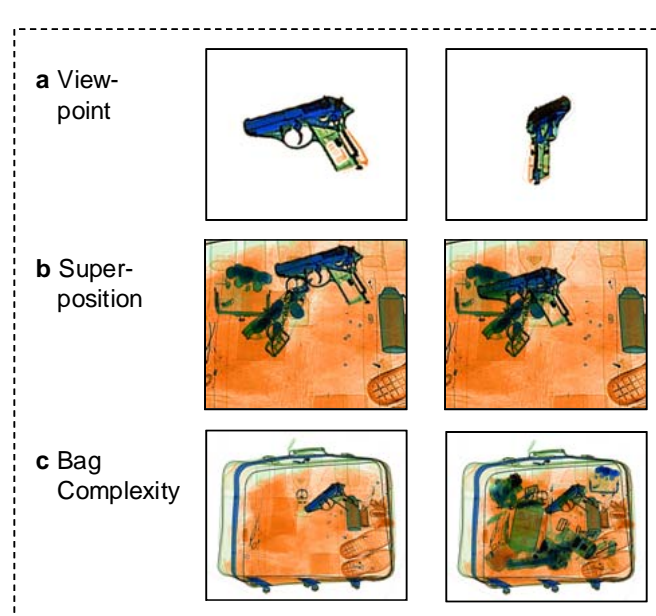 a View-
point
b Super-
position
c Bag
Complexity